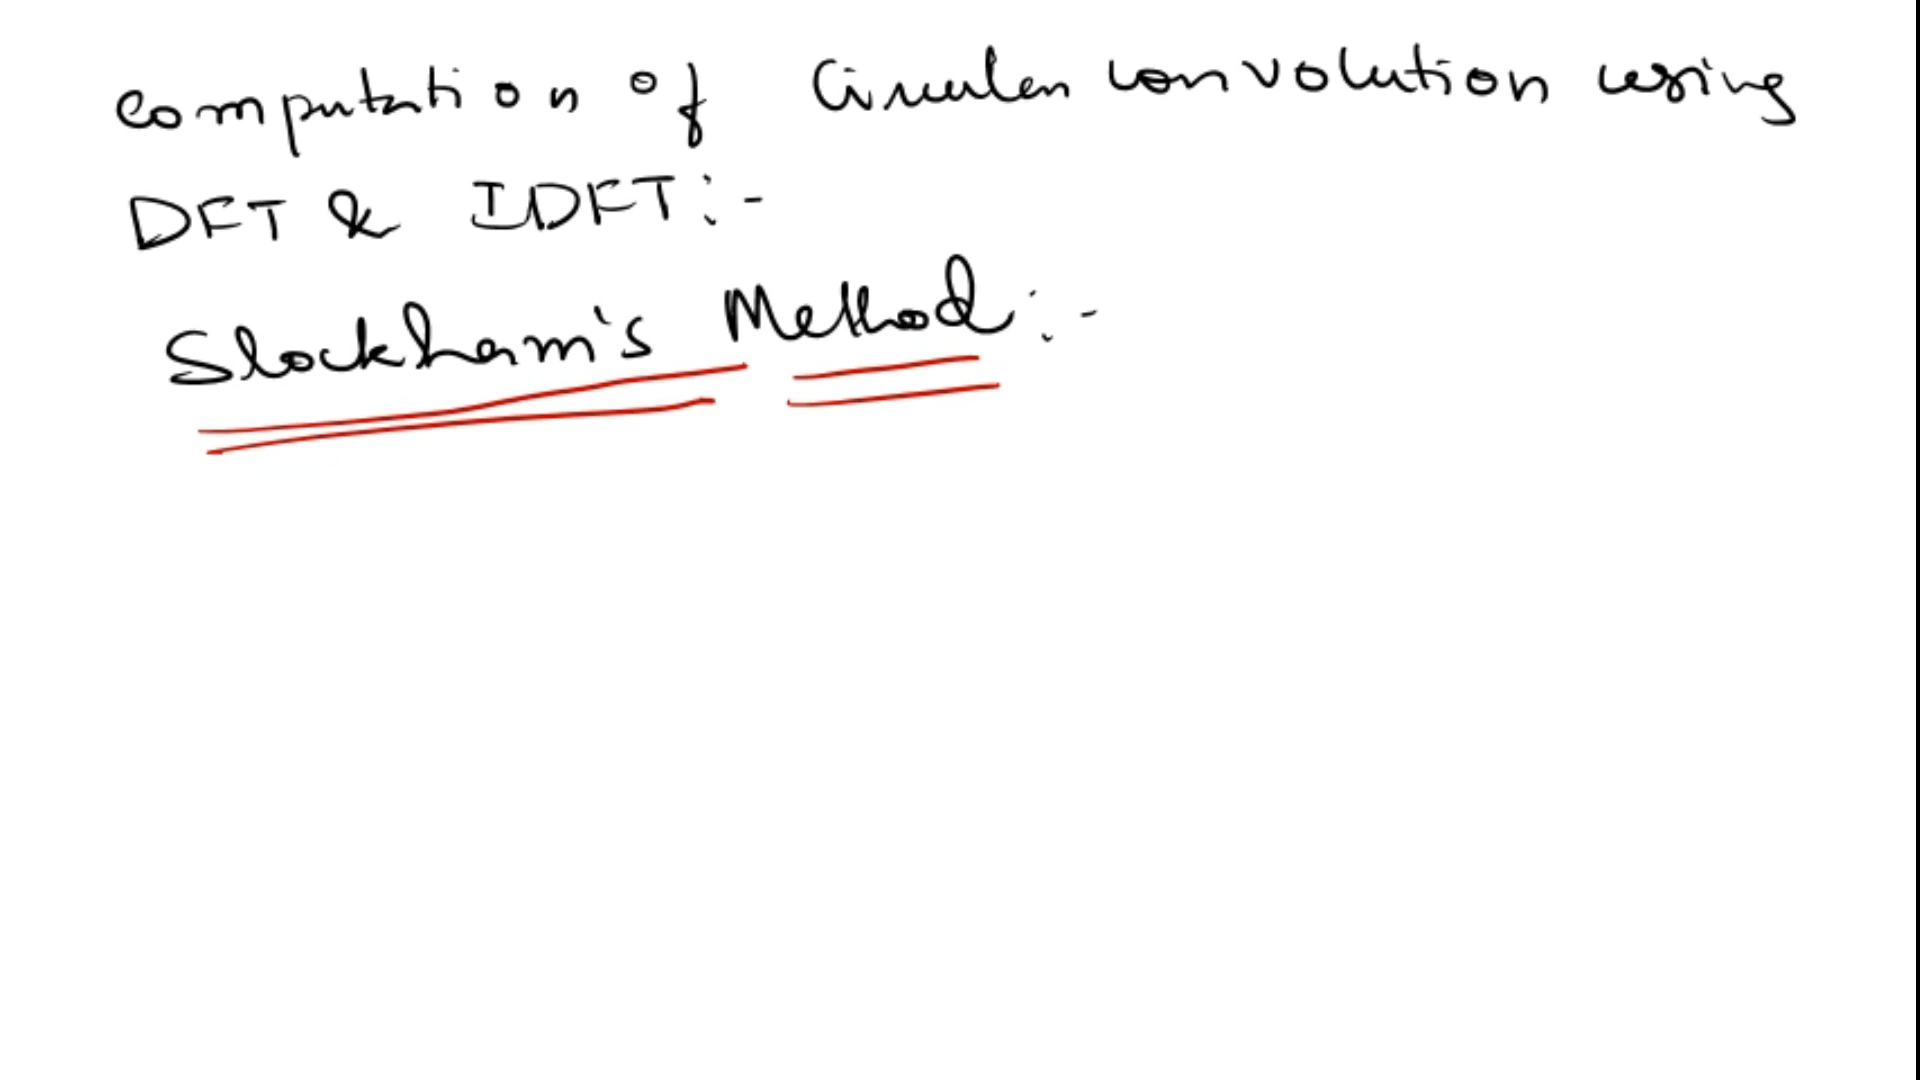 Computation of Circular convolution using
DFT & IDFT :-
Slockham's Method :-